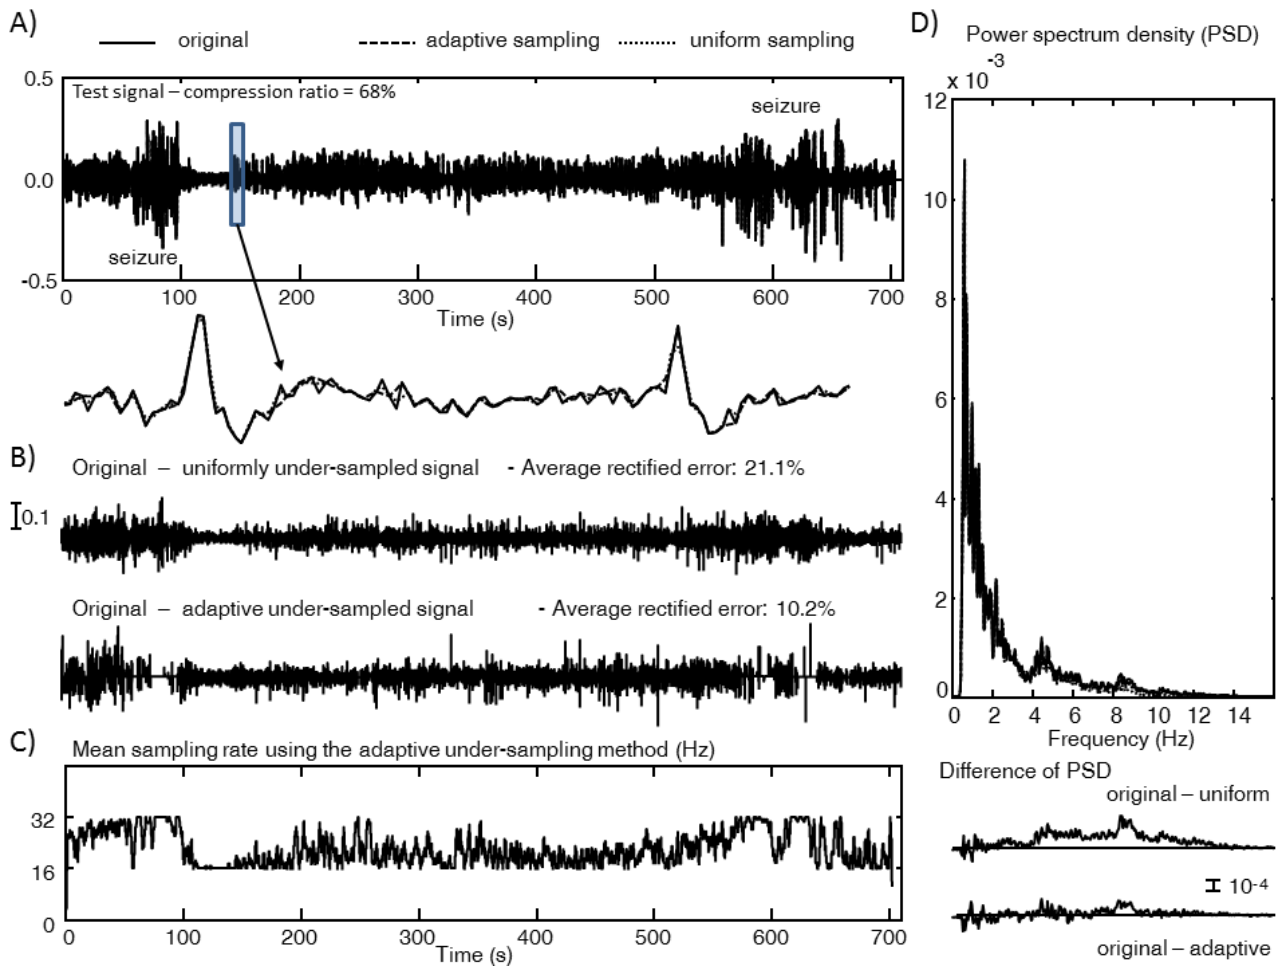 A)
original
adaptive sampling
uniform sampling
0.5
Test signal – compression ratio = 68%
seizure
0.0
seizure
-0.5
0 100 200 300 400 500 600 700
Time (s)
B)
Original – uniformly under-sampled signal - Average rectified error: 21.1%
0.1
Original – adaptive under-sampled signal - Average rectified error: 10.2%
C)
Mean sampling rate using the adaptive under-sampling method (Hz)
32
16
0
0 100 200 300 400 500 600 700
Time (s)
D)
Power spectrum density (PSD)
x 10-3
12
10
8
6
4
2
0
0 2 4 6 8 10 12 14
Frequency (Hz)
Difference of PSD
original – uniform
10-4
original – adaptive